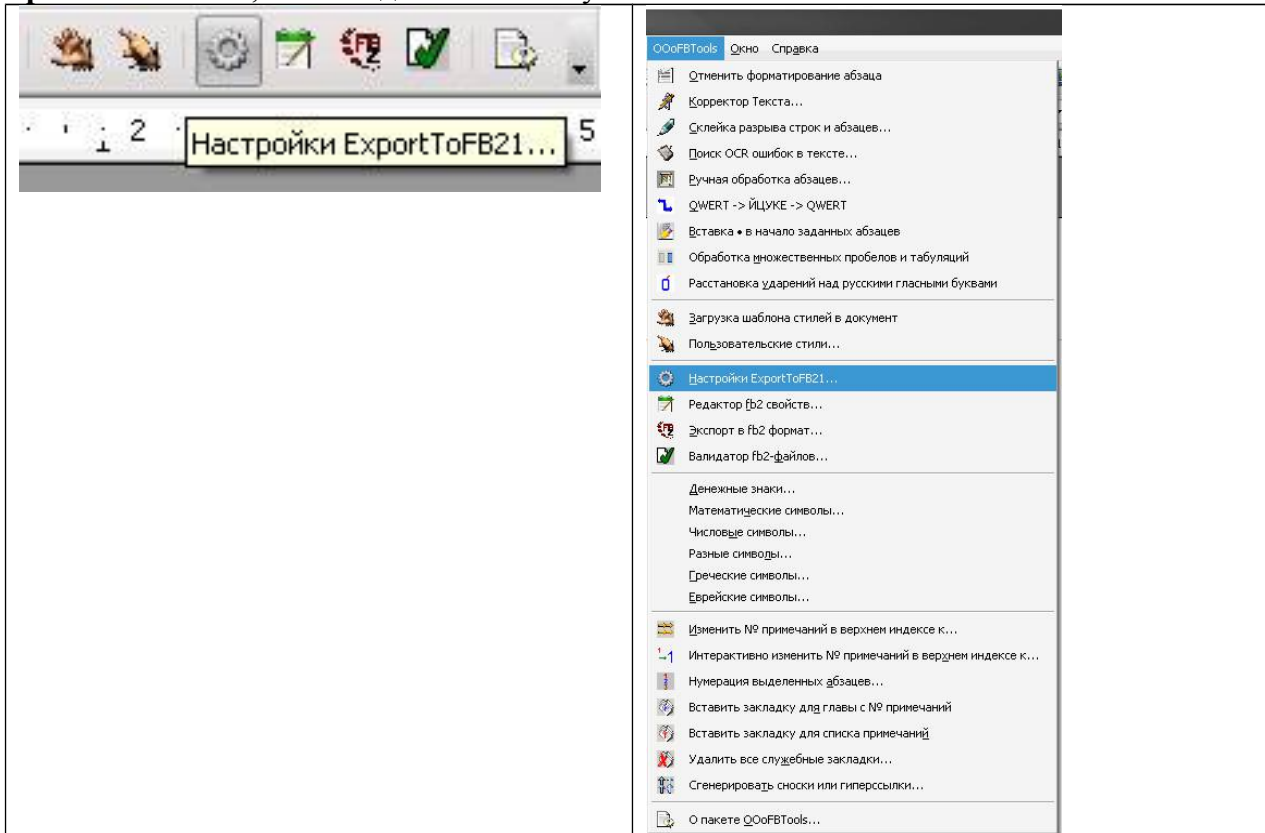 2
5
Настройки ExportToFB21...
OOoFBTools Окно Справка
Отменить форматирование абзаца
Корректор Текста...
Склейка разрыва строк и абзацев...
Поиск OCR ошибок в тексте...
Ручная обработка абзацев...
QWERT -> ЙЦУКЕ -> QWERT
Вставка • в начало заданных абзацев
Обработка множественных пробелов и табуляций
Расстановка ударений над русскими гласными буквами
Загрузка шаблона стилей в документ
Пользовательские стили...
Настройки ExportToFB21...
Редактор fb2 свойств...
Экспорт в fb2 формат...
Валидатор fb2-файлов...
Денежные знаки...
Математические символы...
Числовые символы...
Разные символы...
Греческие символы...
Еврейские символы...
Изменить № примечаний в верхнем индексе к...
Интерактивно изменить № примечаний в верхнем индексе к...
Нумерация выделенных абзацев...
Вставить закладку для главы с № примечаний
Вставить закладку для списка примечаний
Удалить все служебные закладки...
Сгенерировать сноски или гиперссылки...
О пакете OOoFBTools...